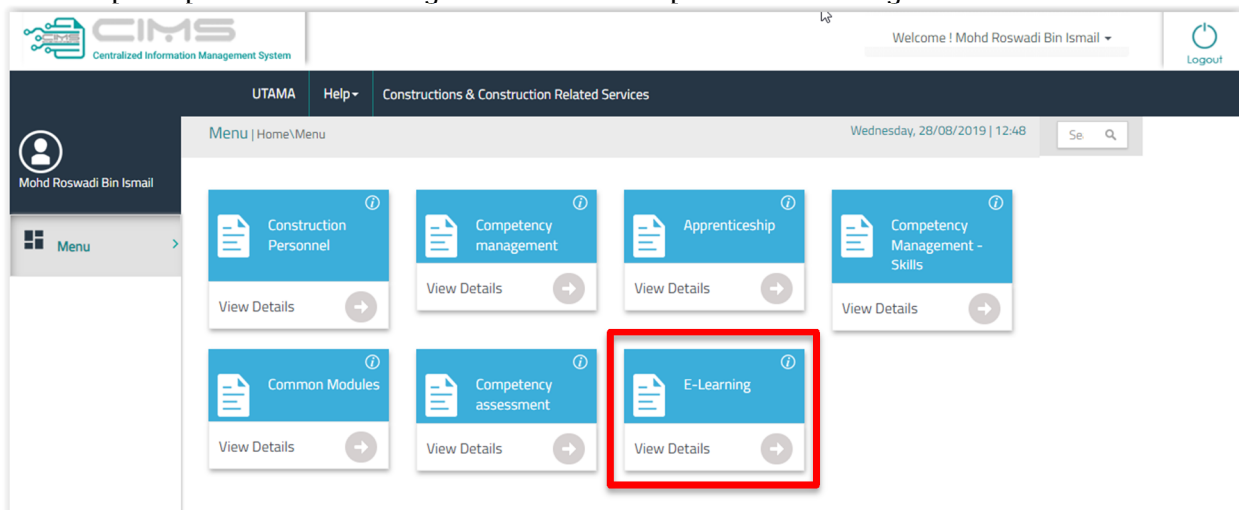 CIMS
Centralized Information Management System
Welcome ! Mohd Roswadi Bin Ismail
Logout
UTAMA Help Constructions & Construction Related Services
Menu | Home\Menu Wednesday, 28/08/2019 | 12:48 Se
Mohd Roswadi Bin Ismail
Menu
Construction
Personnel
View Details
Competency
management
View Details
Apprenticeship
View Details
Competency
Management -
Skills
View Details
Common Modules
View Details
Competency
assessment
View Details
E-Learning
View Details